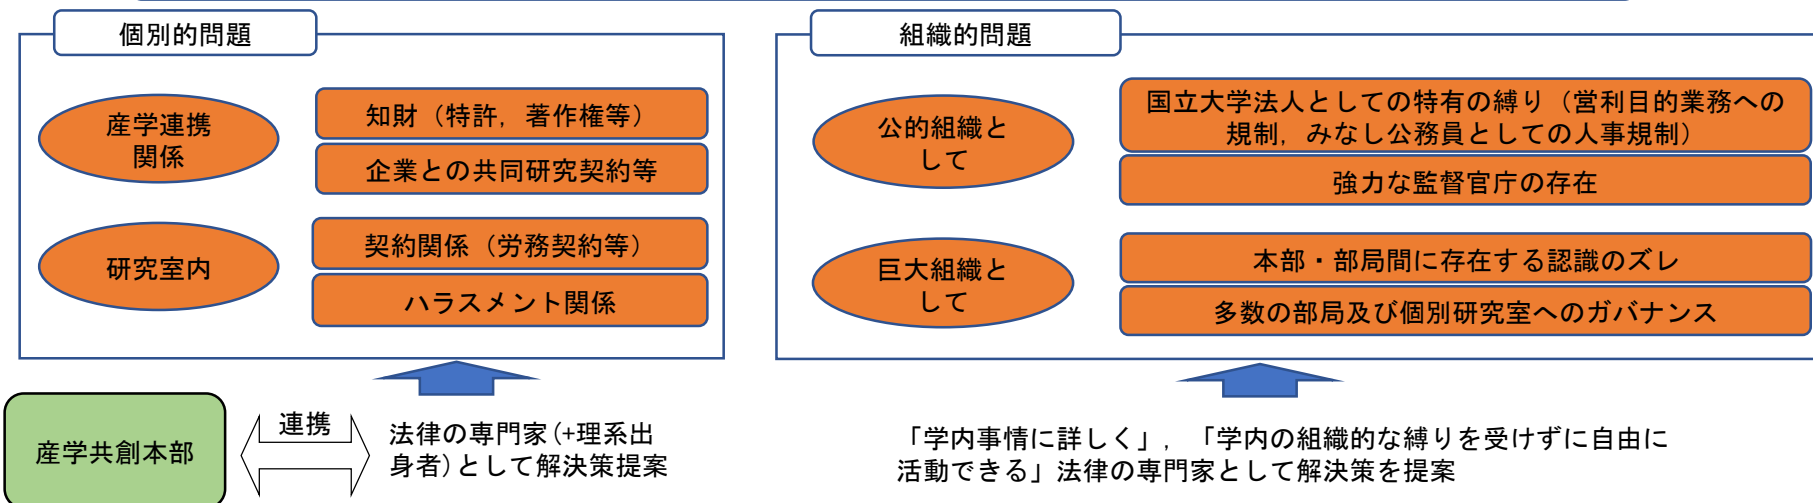 個別的問題
産学連携
関係
知財（特許，著作権等）
企業との共同研究契約等
研究室内
契約関係（労務契約等）
ハラスメント関係
組織的問題
公的組織と
して
国立大学法人としての特有の縛り（営利目的業務への
規制，みなし公務員としての人事規制）
強力な監督官庁の存在
巨大組織と
して
本部・部局間に存在する認識のズレ
多数の部局及び個別研究室へのガバナンス
産学共創本部
連携
法律の専門家(+理系出
身者)として解決策提案
「学内事情に詳しく」，「学内の組織的な縛りを受けずに自由に
活動できる」法律の専門家として解決策を提案